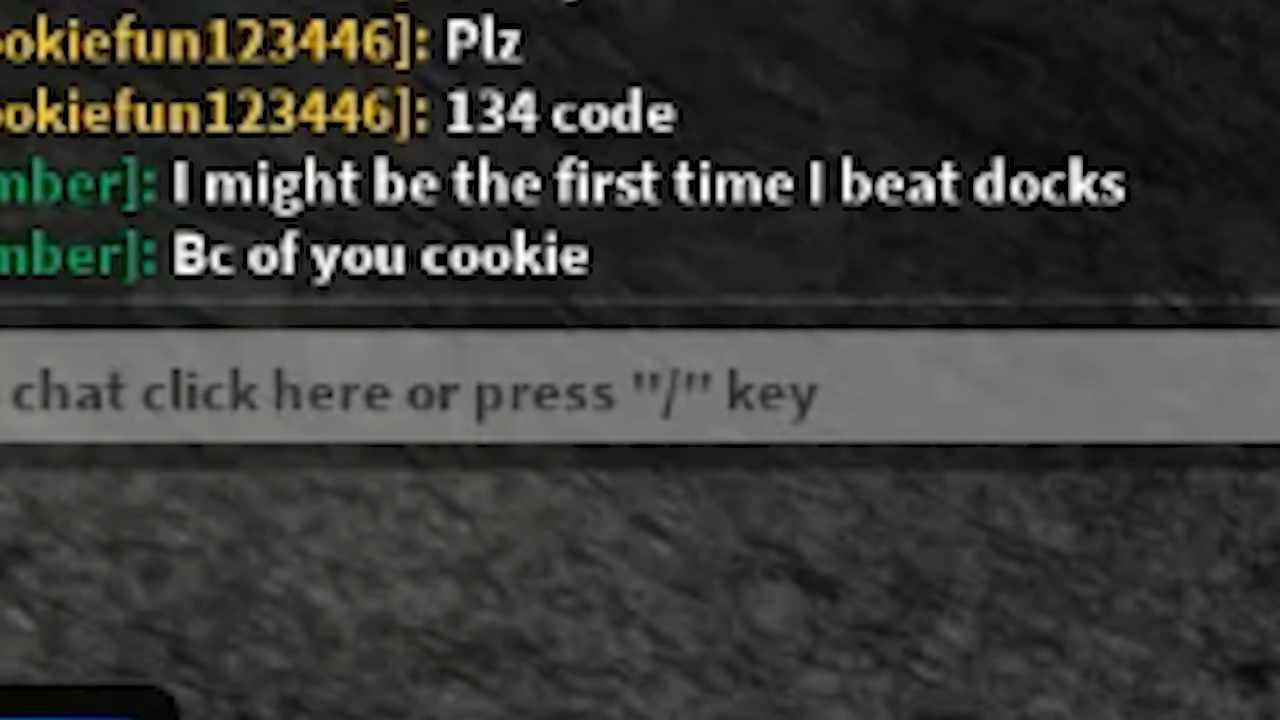 ookiefun123446]: Plz
ookiefun123446]: 134 code
mber]: I might be the first time I beat docks
mber]: Bc of you cookie
chat click here or press "/" key